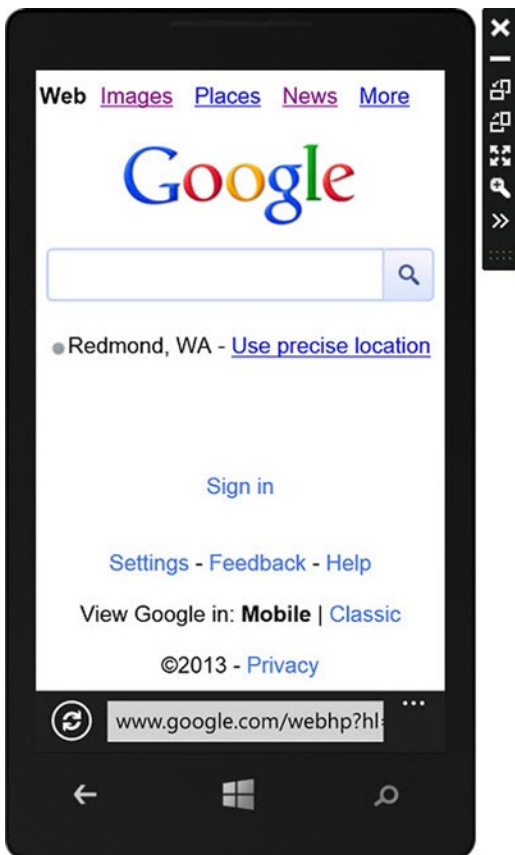 Web Images Places News More
Google
Redmond, WA - Use precise location
Sign in
Settings - Feedback - Help
View Google in: Mobile | Classic
©2013 - Privacy
www.google.com/webhp?hl=